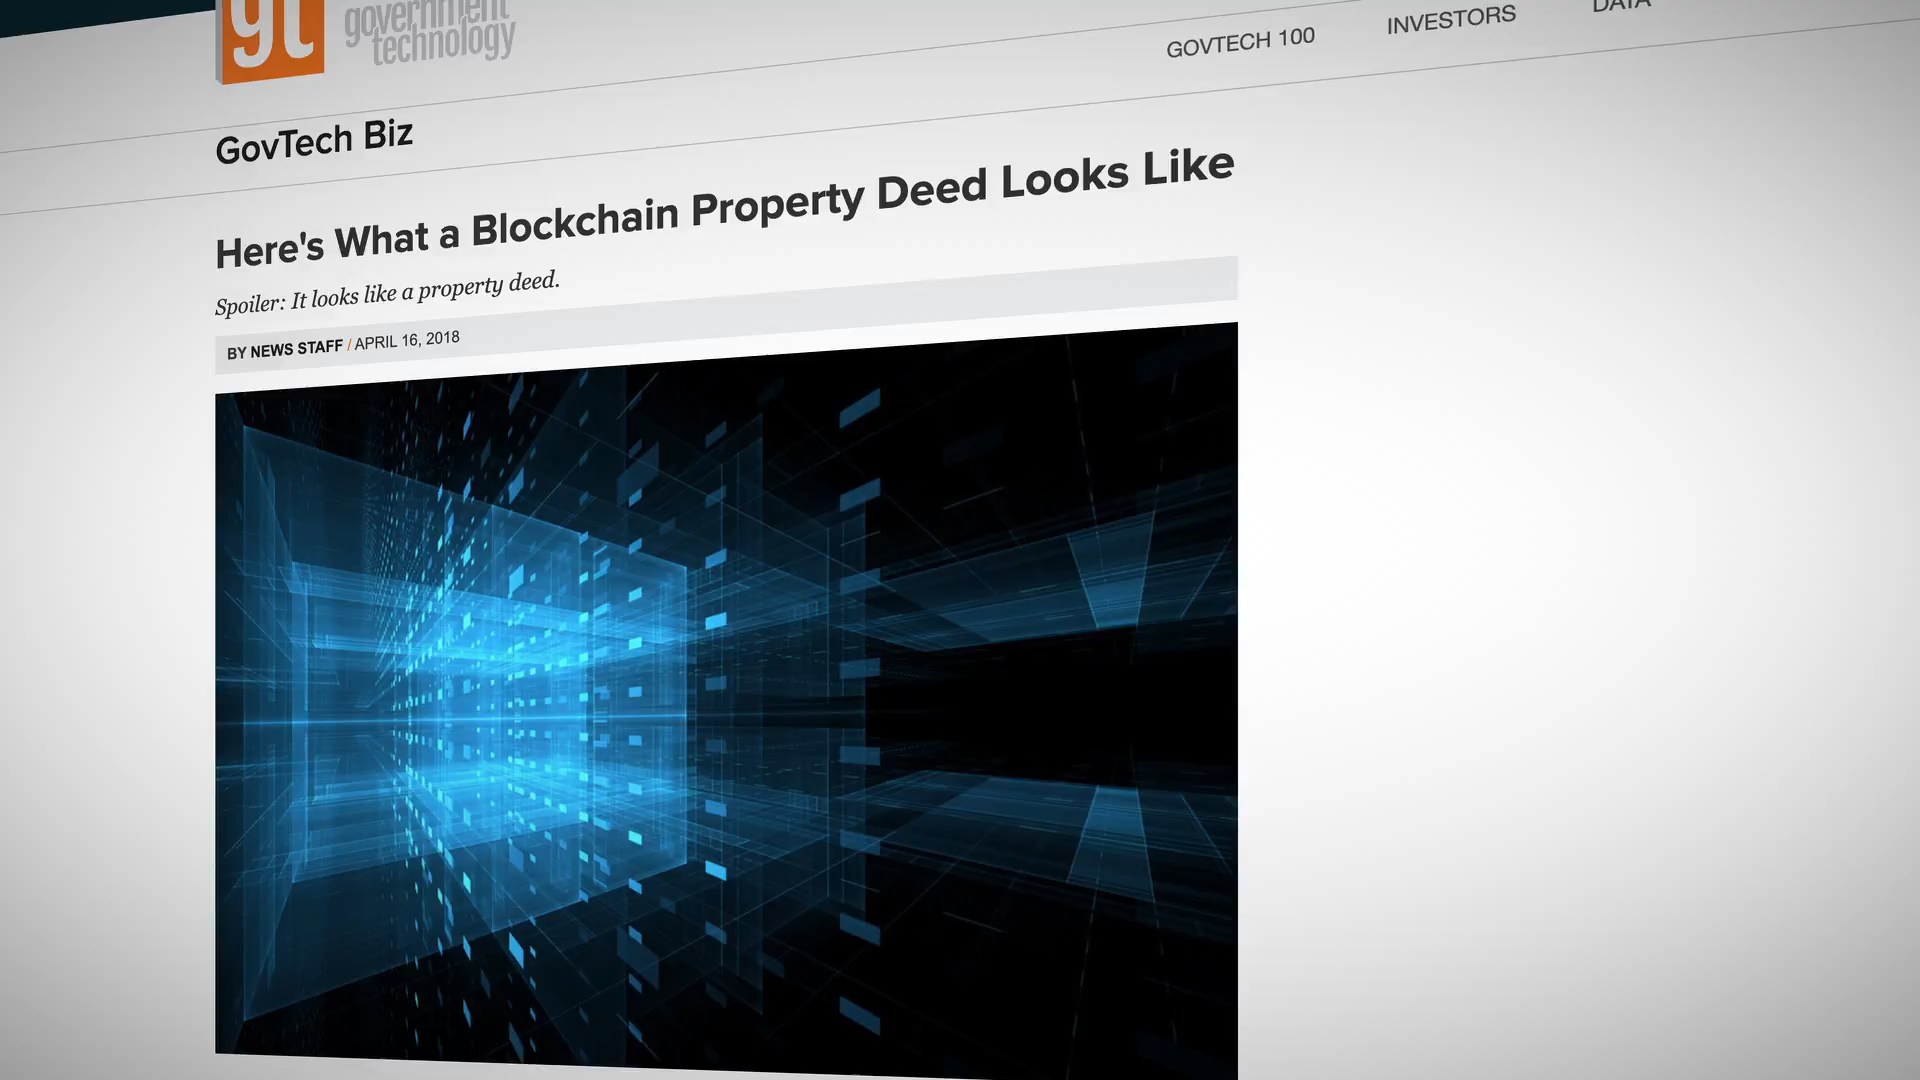 gt government
technology
GOVTECH 100 INVESTORS DATA
GovTech Biz
Here's What a Blockchain Property Deed Looks Like
Spoiler: It looks like a property deed.
BY NEWS STAFF / APRIL 16, 2018